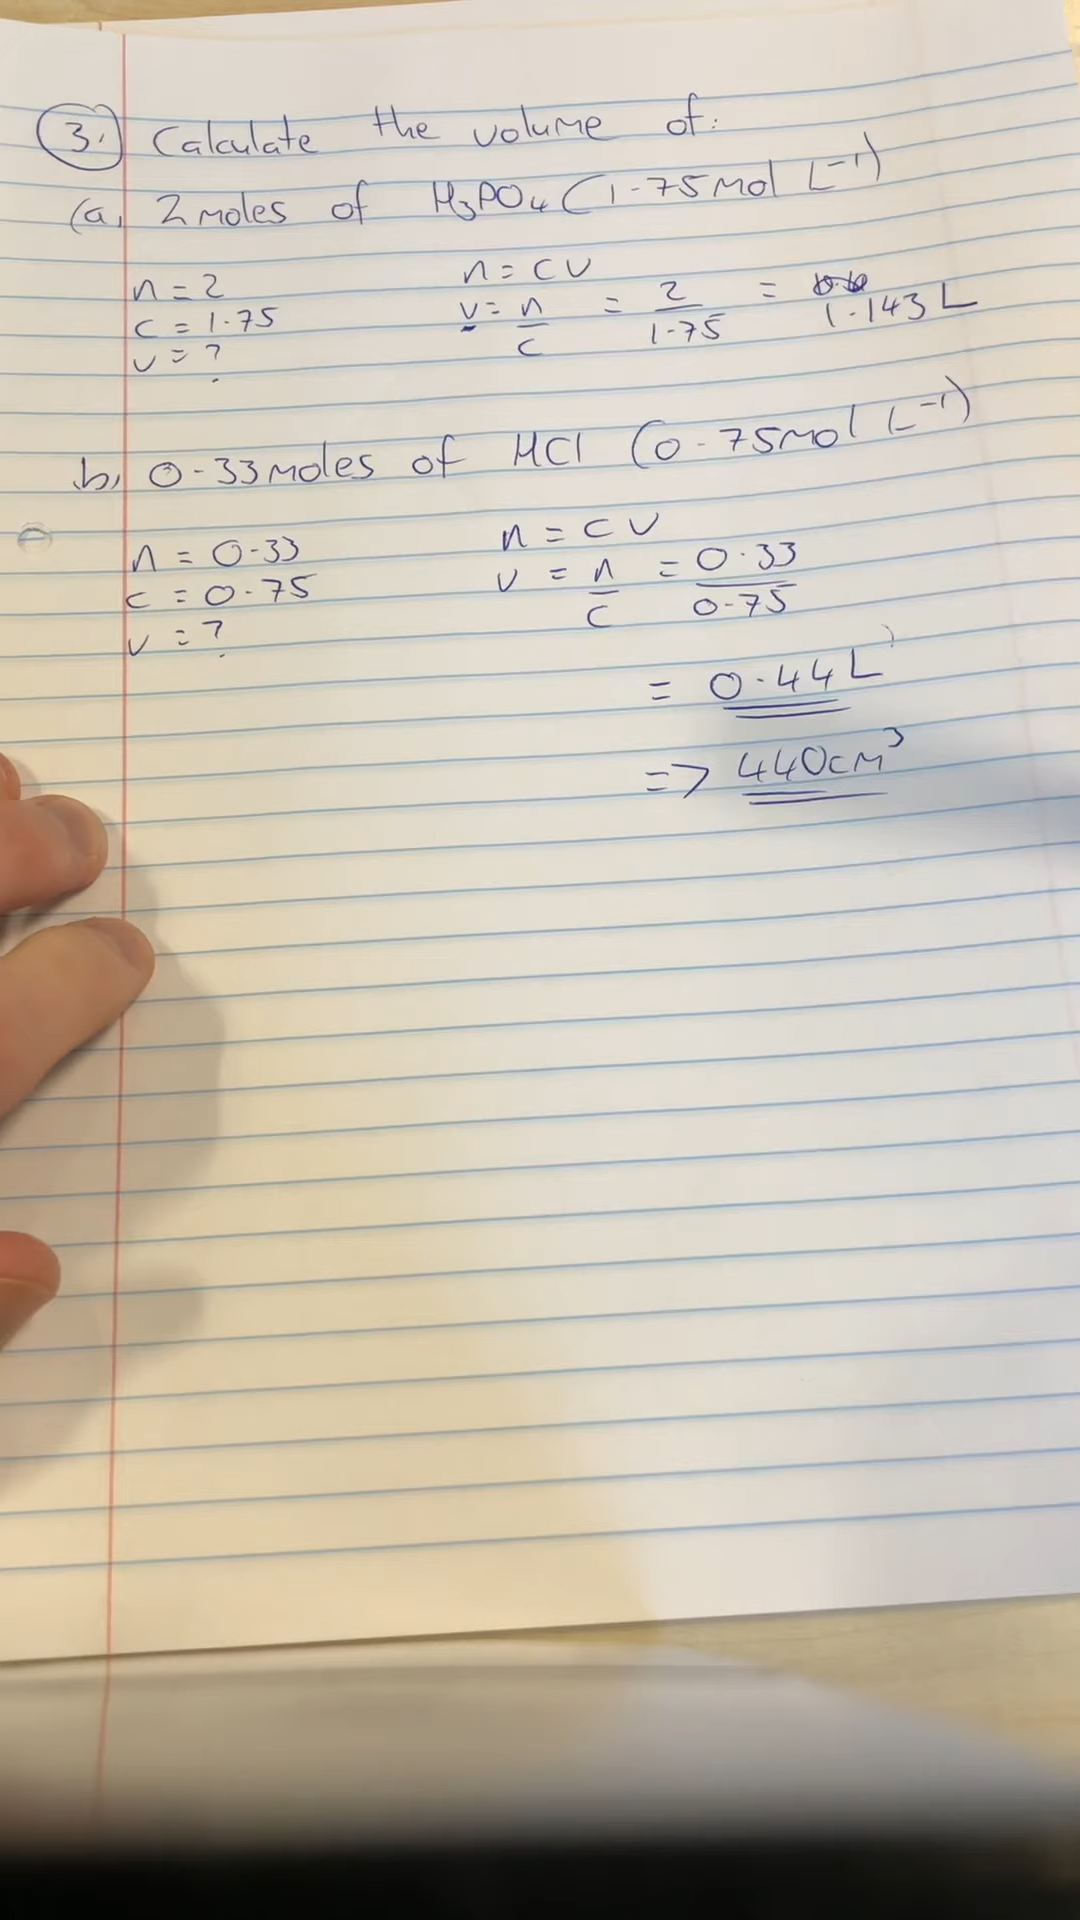 3. Calculate the volume of:
(a, 2 moles of H₃PO₄ (1.75 mol L⁻¹)
n = 2
n = CV
c = 1.75
v = n/c = 2/1.75 = 1.143 L
v = ?
b, 0.33 moles of HCl (0.75 mol L⁻¹)
n = 0.33
n = CV
c = 0.75
v = n/c = 0.33/0.75
v = ?
= 0.44 L
=> 440cm³